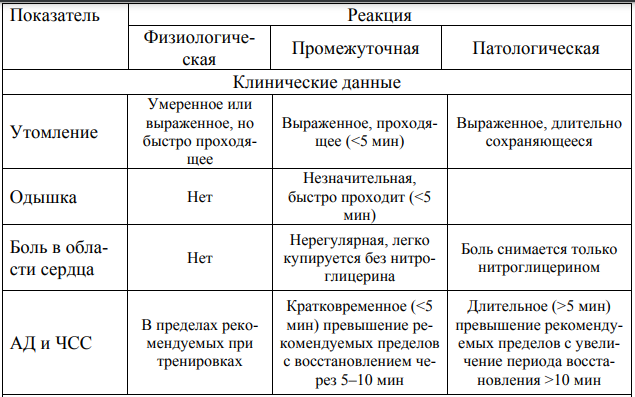 Показатель
Реакция
Физиологиче-
ская
Промежуточная
Патологическая
Клинические данные
Утомление
Умеренное или
выраженное, но
быстро проходя-
щее
Выраженное, проходя-
щее (<5 мин)
Выраженное, длительно
сохраняющееся
Одышка
Нет
Незначительная,
быстро проходит (<5
мин)
Боль в обла-
сти сердца
Нет
Нерегулярная, легко
купируется без нитро-
глицерина
Боль снимается только
нитроглицерином
АД и ЧСС
В пределах реко-
мендуемых при
тренировках
Кратковременное (<5
мин) превышение ре-
комендуемых пределов
с восстановлением че-
рез 5–10 мин
Длительное (>5 мин)
превышение рекоменду-
емых пределов с увели-
чение периода восста-
новления >10 мин